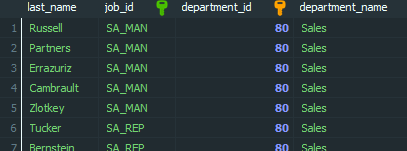 last_name job_id department_id department_name
1 Russell SA_MAN 80 Sales
2 Partners SA_MAN 80 Sales
3 Errazuriz SA_MAN 80 Sales
4 Cambrault SA_MAN 80 Sales
5 Zlotkey SA_MAN 80 Sales
6 Tucker SA_REP 80 Sales
7 Bernstein SA_REP 80 Sales